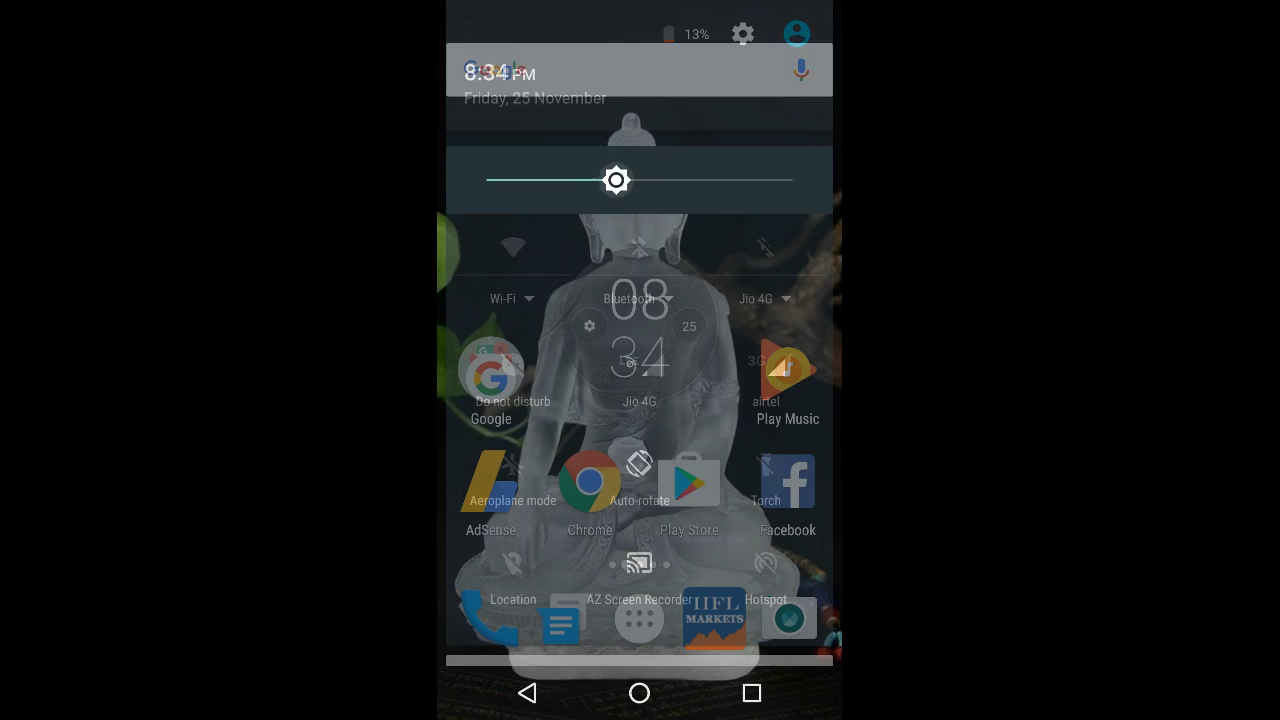 13%
Google
8:34 PM
Friday, 25 November
Wi-Fi
Bluetooth
Jio 4G
08
25
34
3G
Do not disturb
Jio 4G
airtel
Google
Play Music
Aeroplane mode
Auto-rotate
Torch
AdSense
Chrome
Play Store
Facebook
Location
AZ Screen Recorder
Hotspot
IIFL
MARKETS